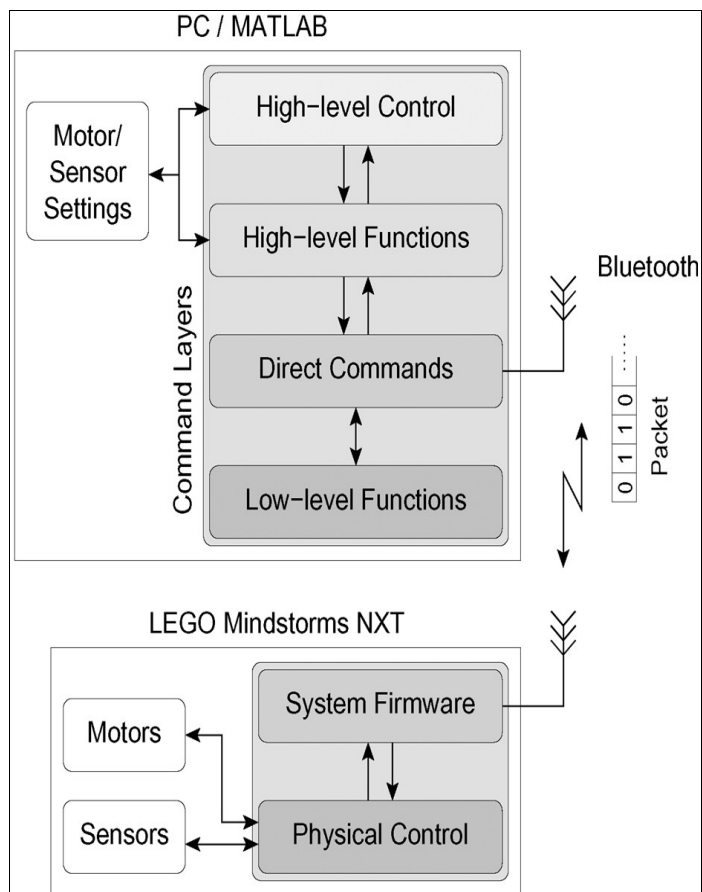 PC / MATLAB
High-level Control
Motor/
Sensor
Settings
High-level Functions
Bluetooth
Command Layers
Direct Commands
0 1 1 0 .....
Packet
Low-level Functions
LEGO Mindstorms NXT
System Firmware
Motors
Sensors
Physical Control